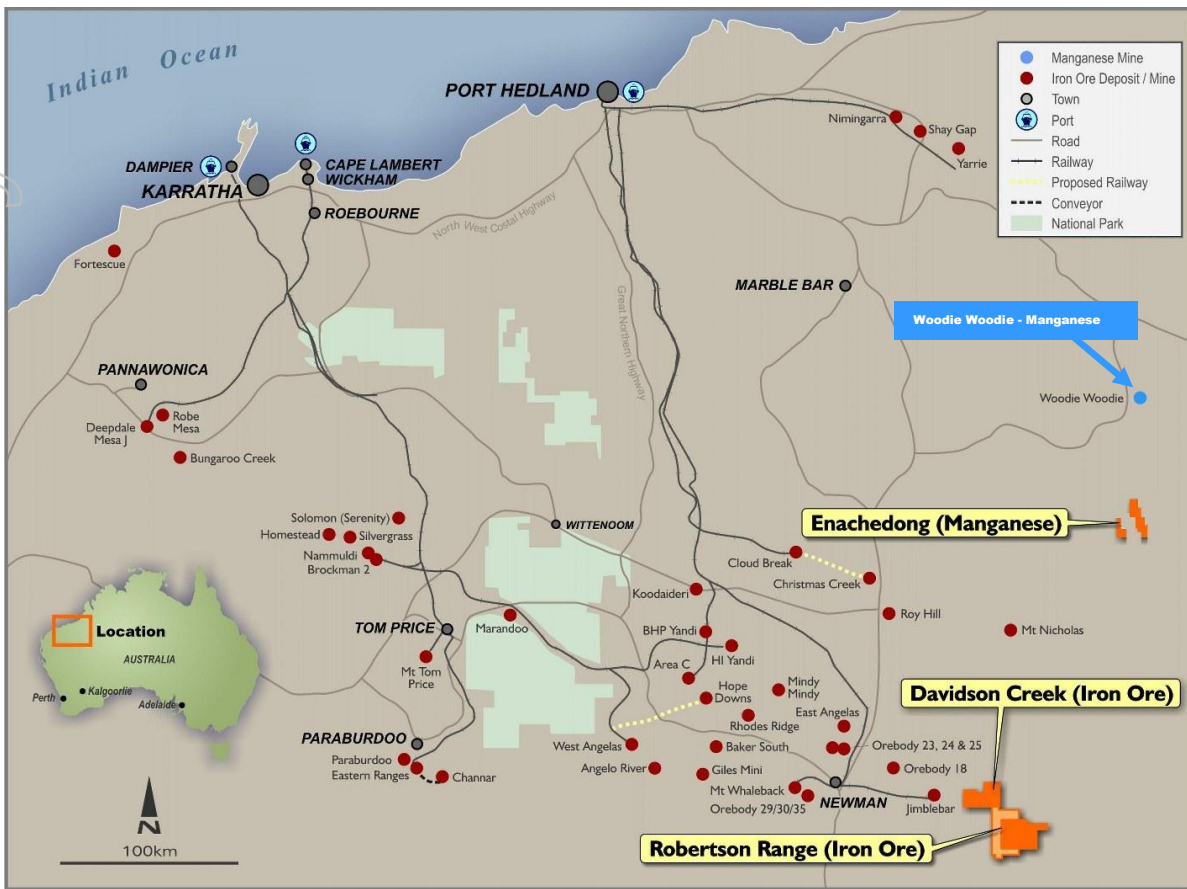 Indian Ocean
Manganese Mine
Iron Ore Deposit / Mine
Town
Port
Road
Railway
Proposed Railway
Conveyor
National Park
PORT HEDLAND
Nimingarra
Shay Gap
Yarrie
DAMPIER
CAPE LAMBERT
KARRATHA
WICKHAM
ROEBOURNE
North West Costal Highway
Fortescue
Great Northern Highway
MARBLE BAR
Woodie Woodie - Manganese
Woodie Woodie
PANNAWONICA
Deepdale
Mesa J
Robe
Mesa
Bungaroo Creek
Solomon (Serenity)
Homestead
Silvergrass
Nammuldi
Brockman 2
WITTENOOM
Enachedong (Manganese)
Cloud Break
Christmas Creek
Koodaideri
Roy Hill
Mt Nicholas
Marandoo
TOM PRICE
Mt Tom
Price
BHP Yandi
HI Yandi
Area C
Hope
Downs
Mindy
Mindy
Rhodes Ridge
East Angelas
Davidson Creek (Iron Ore)
PARABURDOO
Paraburdoo
Eastern Ranges
Channar
West Angelas
Angelo River
Baker South
Giles Mini
Orebody 23, 24 & 25
Orebody 18
Mt Whaleback
Orebody 29/30/35
NEWMAN
Jimblebar
Robertson Range (Iron Ore)
Location
AUSTRALIA
Perth
Kalgoorlie
Adelaide
N
100km